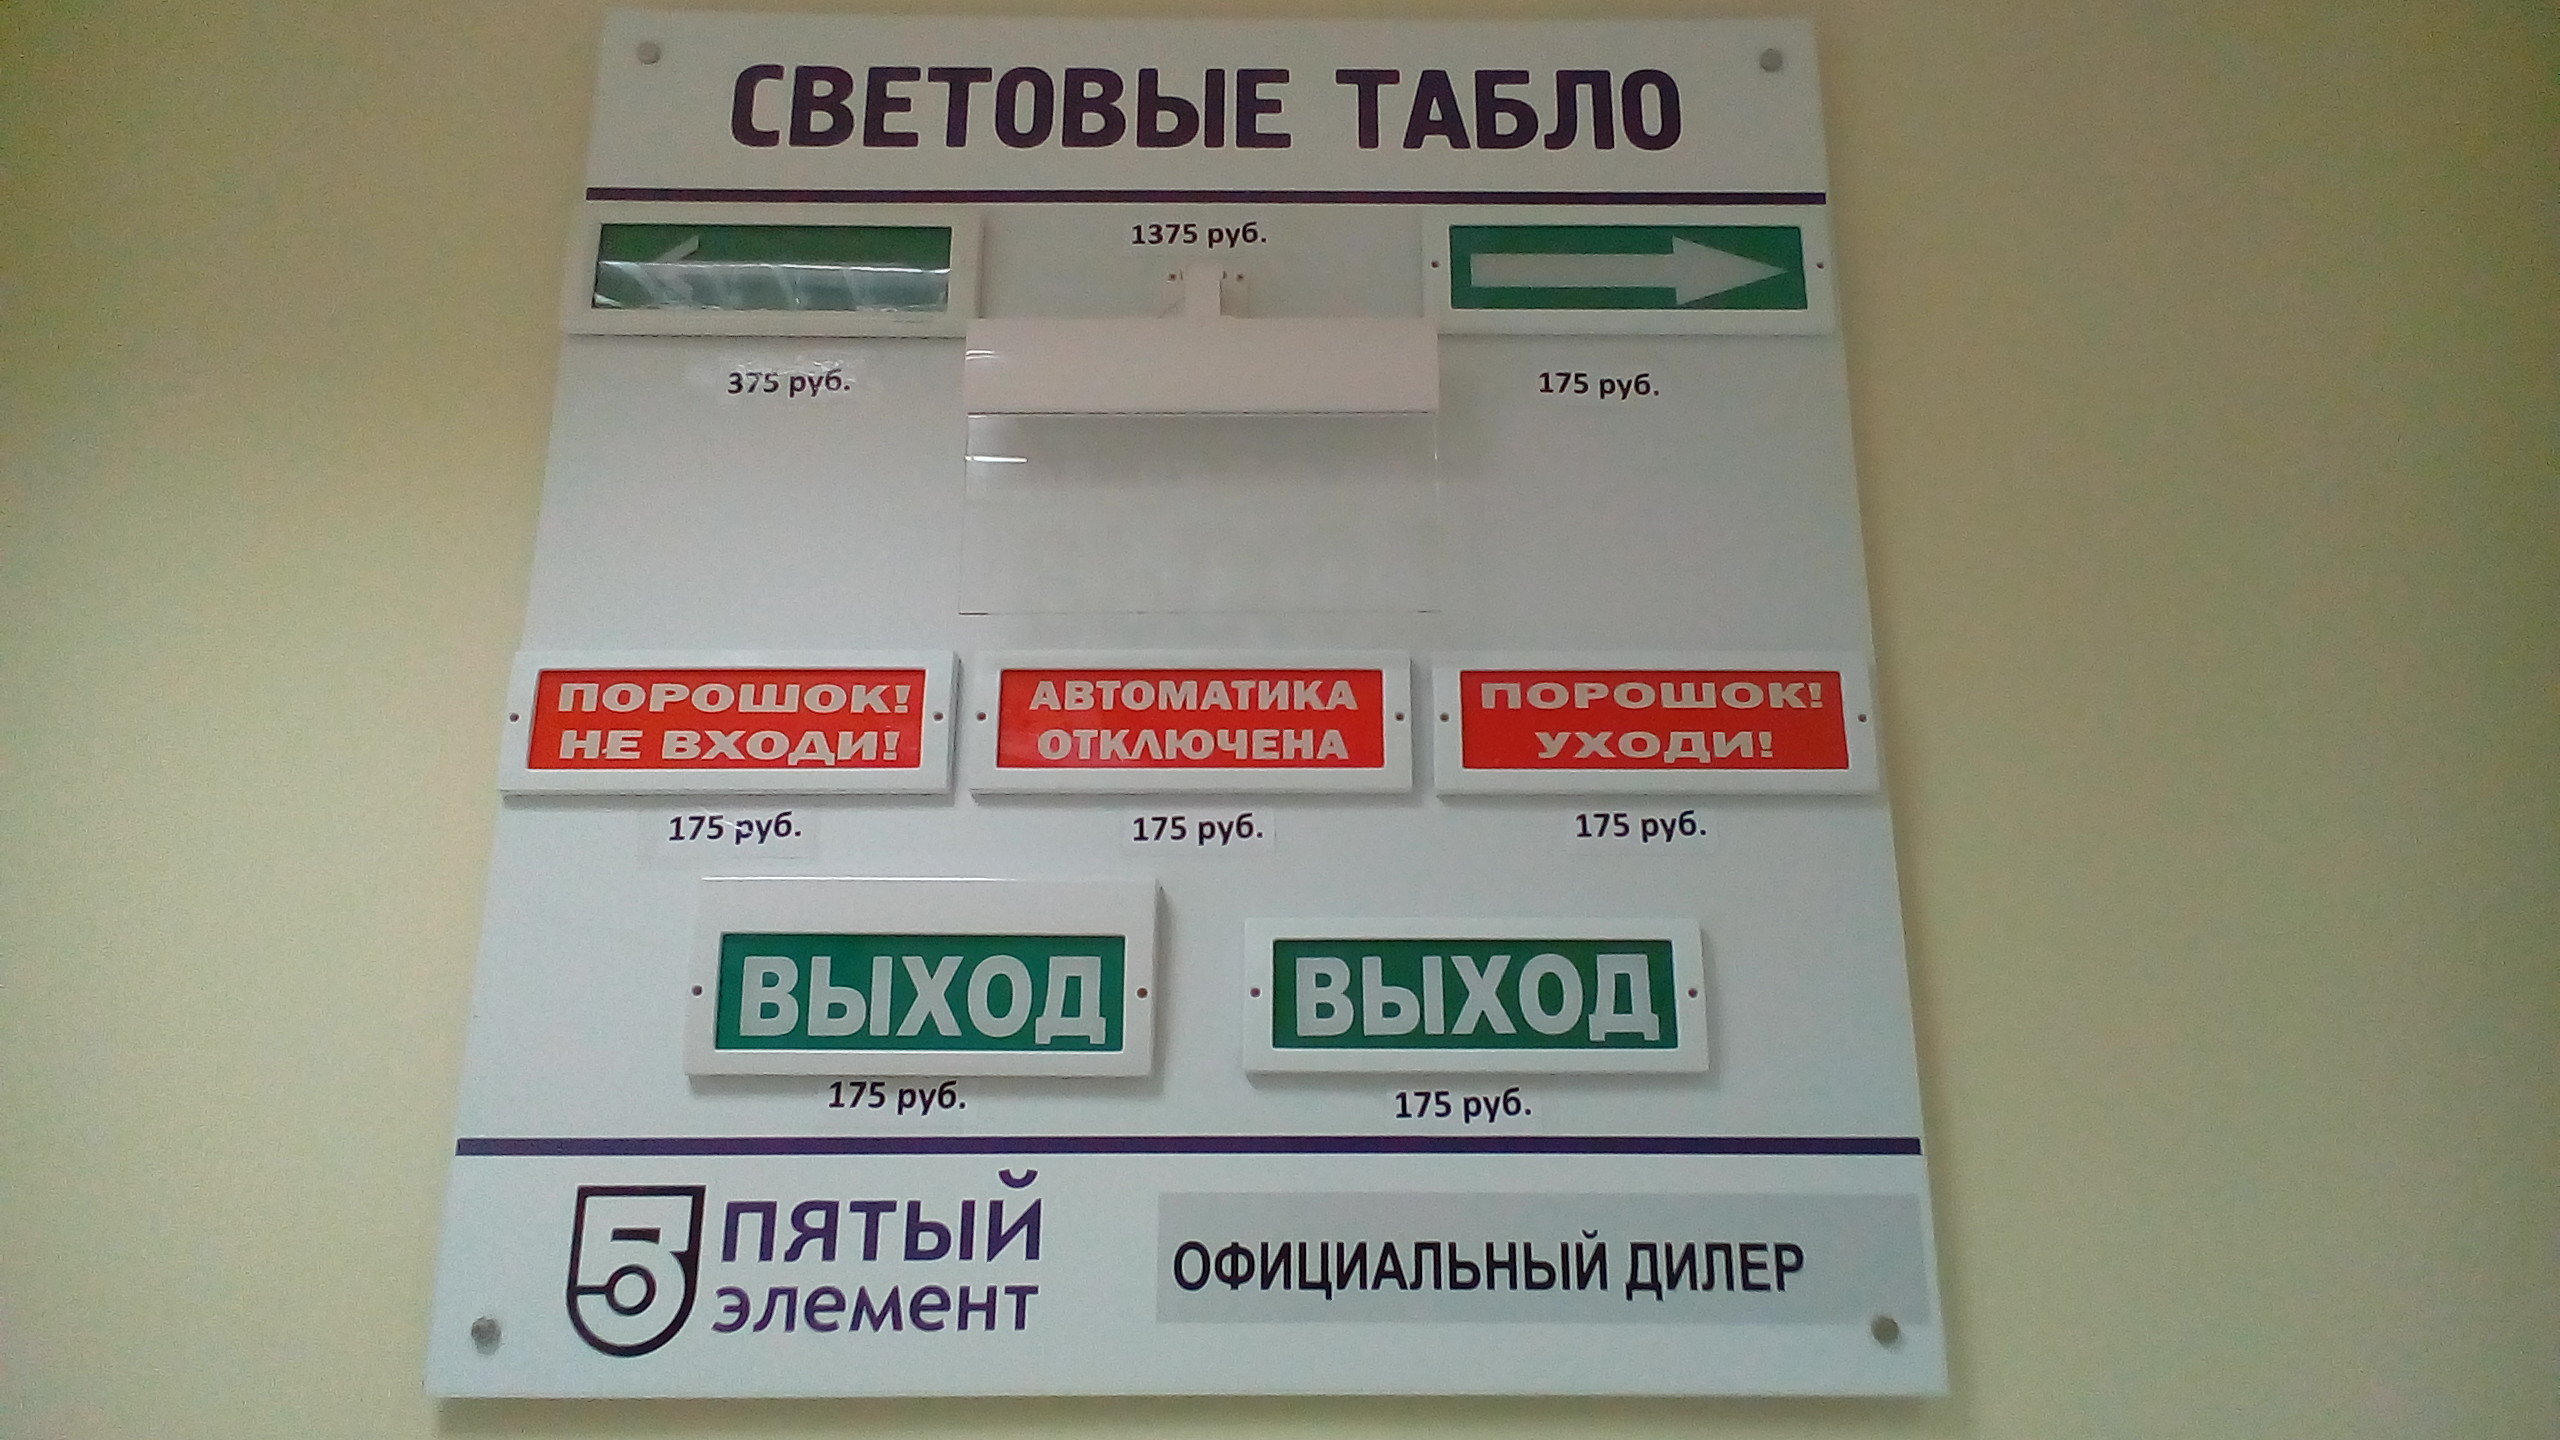 СВЕТОВЫЕ ТАБЛО
1375 руб.
375 руб.
175 руб.
ПОРОШОК!
НЕ ВХОДИ!
АВТОМАТИКА
ОТКЛЮЧЕНА
ПОРОШОК!
УХОДИ!
175 руб.
175 руб.
175 руб.
ВЫХОД
ВЫХОД
175 руб.
175 руб.
5 ПЯТЫЙ
элемент
ОФИЦИАЛЬНЫЙ ДИЛЕР